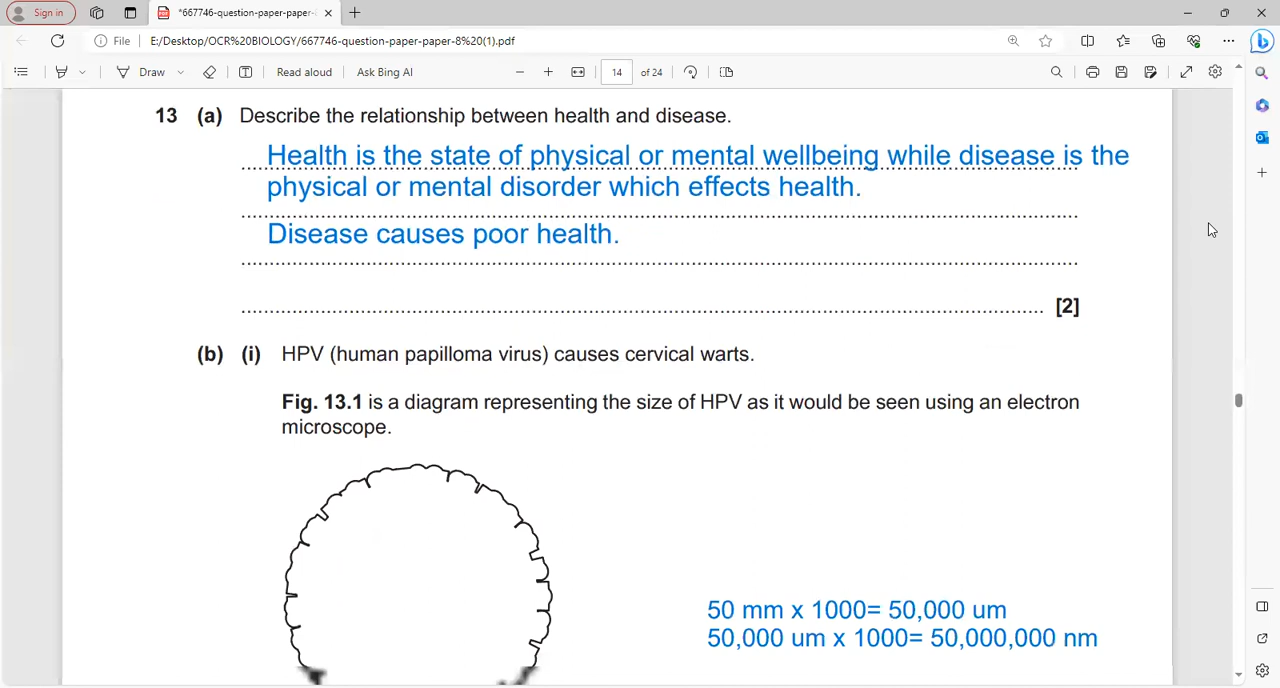 Sign in
*667746-question-paper-paper-
File E:/Desktop/OCR%20BIOLOGY/667746-question-paper-paper-8%20(1).pdf
Draw
Read aloud
Ask Bing AI
14 of 24
13 (a) Describe the relationship between health and disease.
Health is the state of physical or mental wellbeing while disease is the
physical or mental disorder which effects health.
Disease causes poor health.
[2]
(b) (i) HPV (human papilloma virus) causes cervical warts.
Fig. 13.1 is a diagram representing the size of HPV as it would be seen using an electron
microscope.
50 mm x 1000= 50,000 um
50,000 um x 1000= 50,000,000 nm